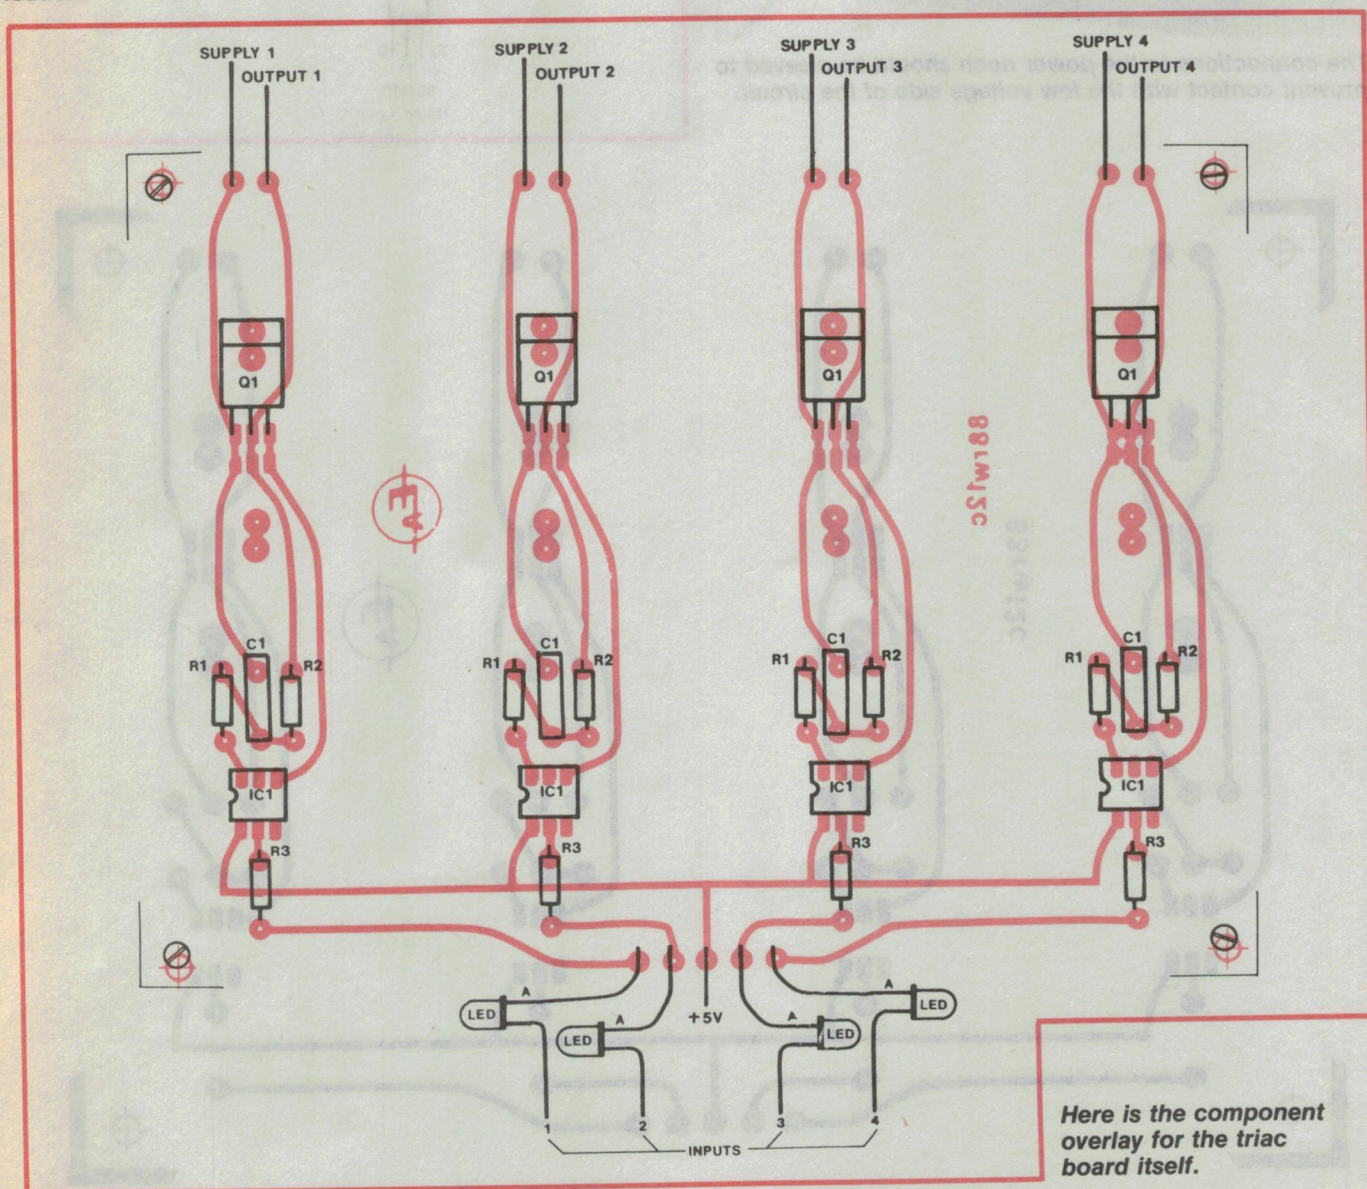 SUPPLY 1
OUTPUT 1
SUPPLY 2
OUTPUT 2
SUPPLY 3
OUTPUT 3
SUPPLY 4
OUTPUT 4
Q1
Q1
Q1
Q1
EA
88rw12c
R1
C1
R2
R1
C1
R2
R1
C1
R2
R1
C1
R2
IC1
IC1
IC1
IC1
R3
R3
R3
R3
LED
A
LED
A
+5V
A
LED
A
LED
1
2
3
4
INPUTS
Here is the component
overlay for the triac
board itself.